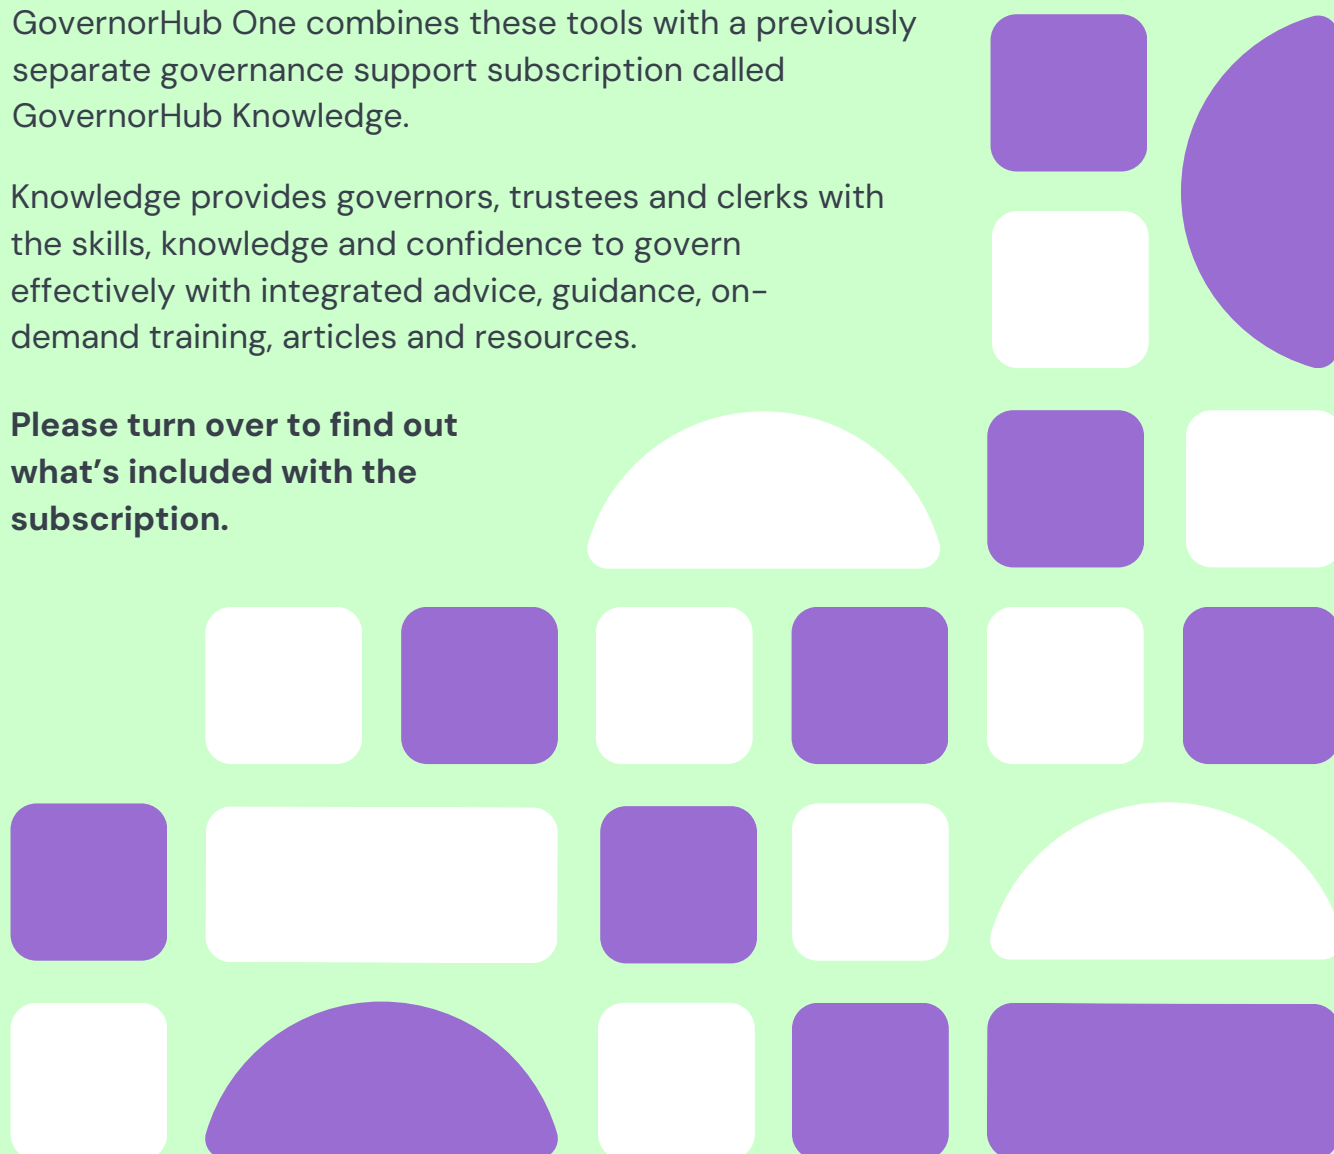 GovernorHub One combines these tools with a previously
separate governance support subscription called
GovernorHub Knowledge.
Knowledge provides governors, trustees and clerks with
the skills, knowledge and confidence to govern
effectively with integrated advice, guidance, on-
demand training, articles and resources.
Please turn over to find out
what’s included with the
subscription.